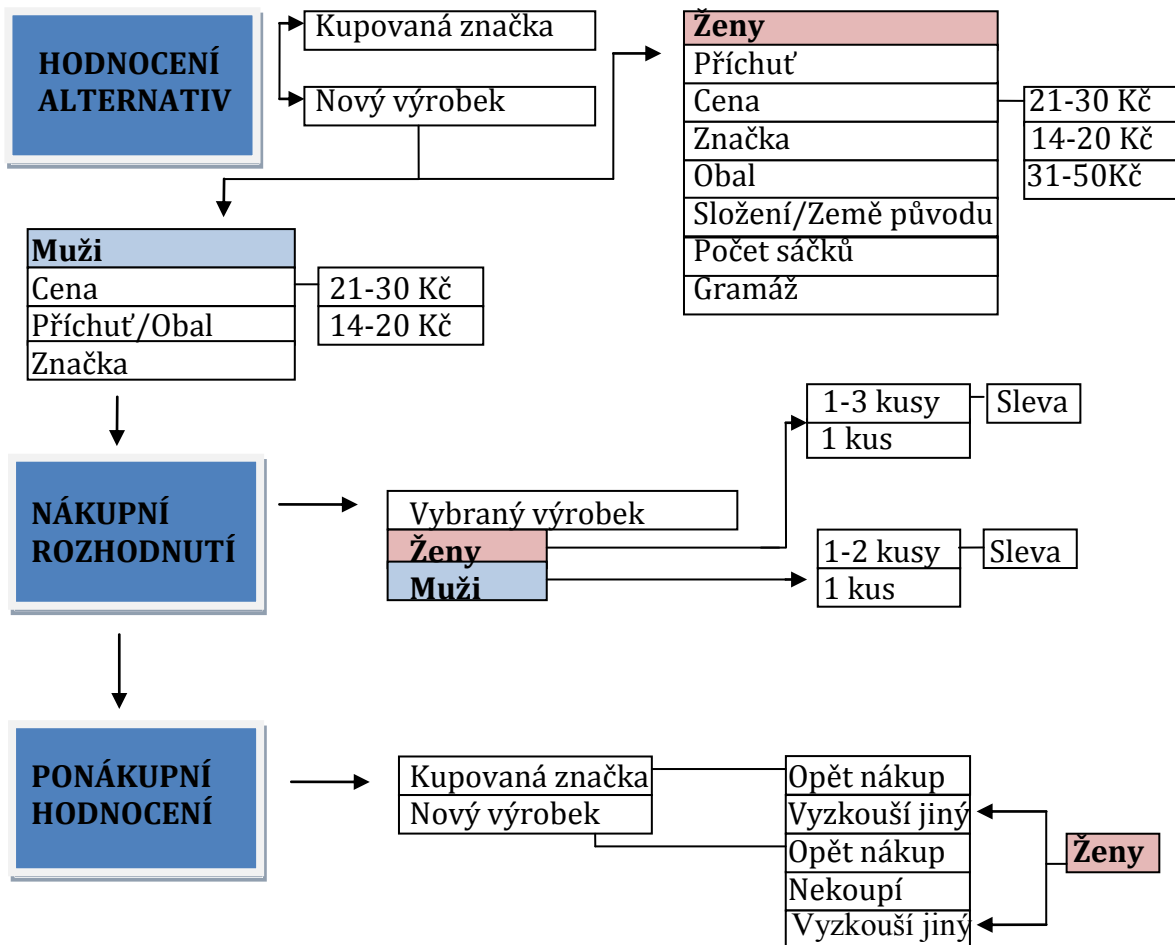 HODNOCENÍ
ALTERNATIV
Kupovaná značka
Nový výrobek
Ženy
Příchuť
Cena
Značka
Obal
Složení/Země původu
Počet sáčků
Gramáž
21-30 Kč
14-20 Kč
31-50Kč
Muži
Cena
Příchuť/Obal
Značka
21-30 Kč
14-20 Kč
NÁKUPNÍ
ROZHODNUTÍ
Vybraný výrobek
Ženy
Muži
1-3 kusy
1 kus
Sleva
1-2 kusy
1 kus
Sleva
PONÁKUPNÍ
HODNOCENÍ
Kupovaná značka
Nový výrobek
Opět nákup
Vyzkouší jiný
Opět nákup
Nekoupí
Vyzkouší jiný
Ženy